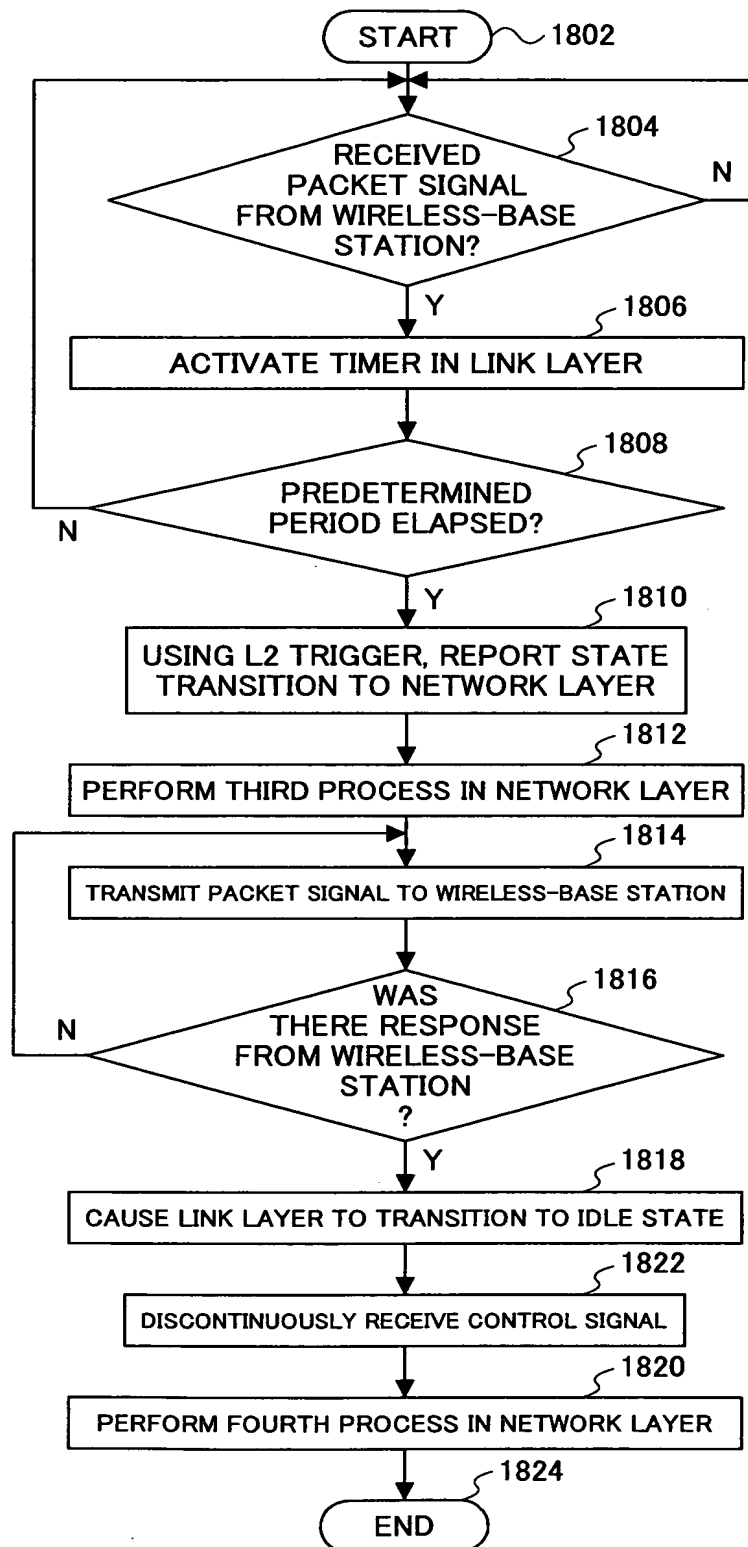 START
1802
1804
RECEIVED
PACKET SIGNAL
FROM WIRELESS-BASE
STATION?
N
Y
1806
ACTIVATE TIMER IN LINK LAYER
1808
PREDETERMINED
PERIOD ELAPSED?
N
Y
1810
USING L2 TRIGGER, REPORT STATE
TRANSITION TO NETWORK LAYER
1812
PERFORM THIRD PROCESS IN NETWORK LAYER
1814
TRANSMIT PACKET SIGNAL TO WIRELESS-BASE STATION
1816
WAS
THERE RESPONSE
FROM WIRELESS-BASE
STATION
?
N
Y
1818
CAUSE LINK LAYER TO TRANSITION TO IDLE STATE
1822
DISCONTINUOUSLY RECEIVE CONTROL SIGNAL
1820
PERFORM FOURTH PROCESS IN NETWORK LAYER
1824
END